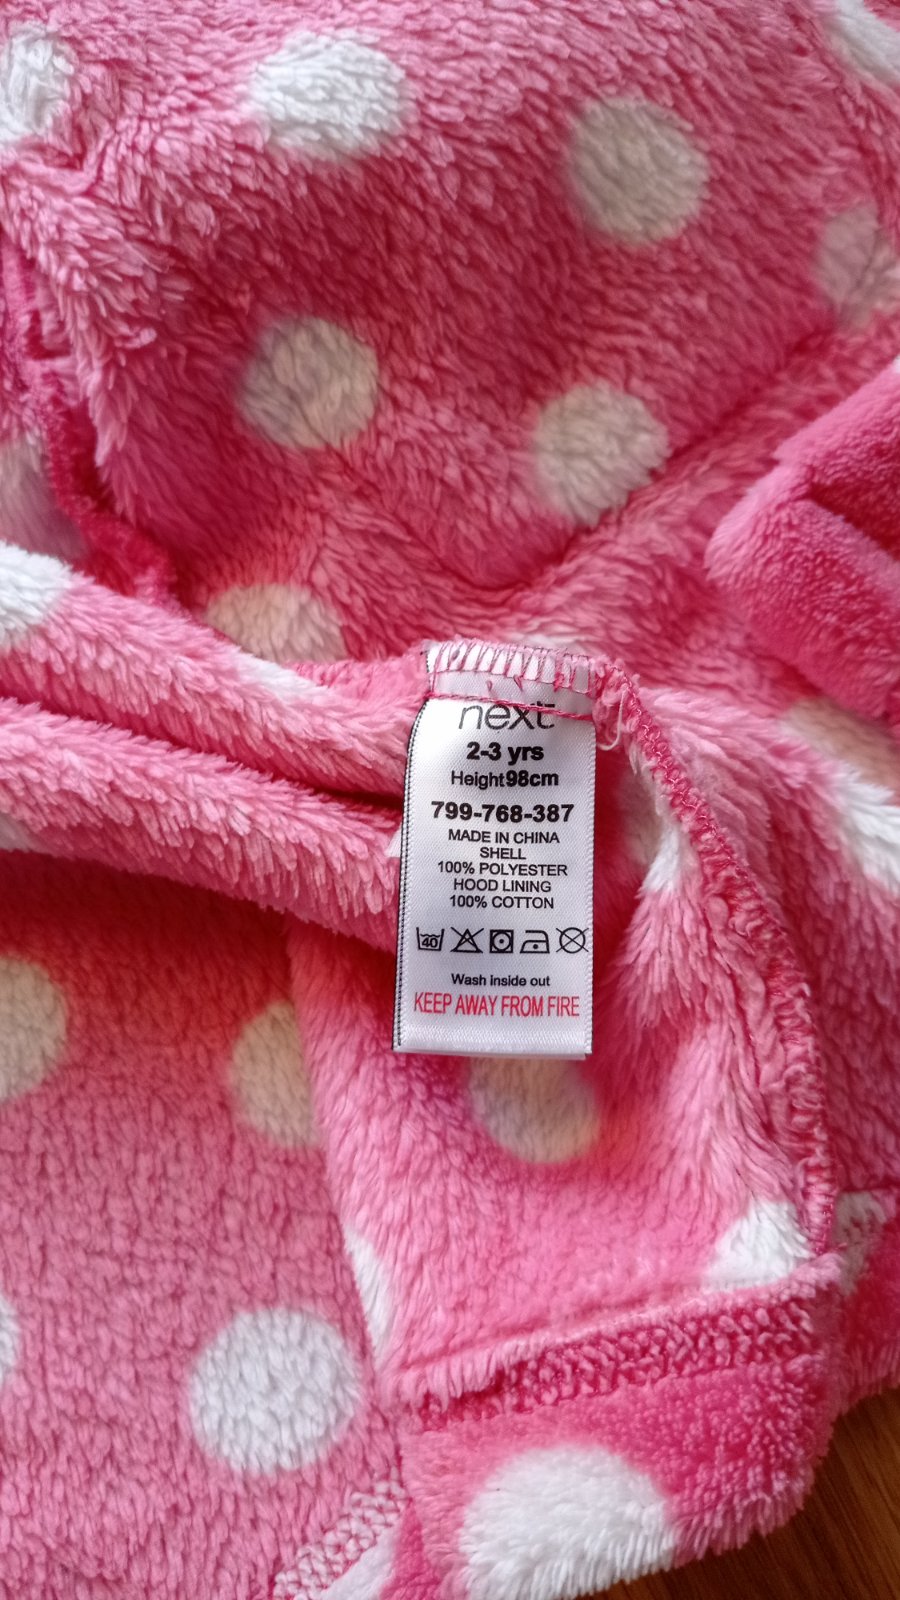 next
2-3 yrs
Height98cm
799-768-387
MADE IN CHINA
SHELL
100% POLYESTER
HOOD LINING
100% COTTON
40
Wash inside out
KEEP AWAY FROM FIRE